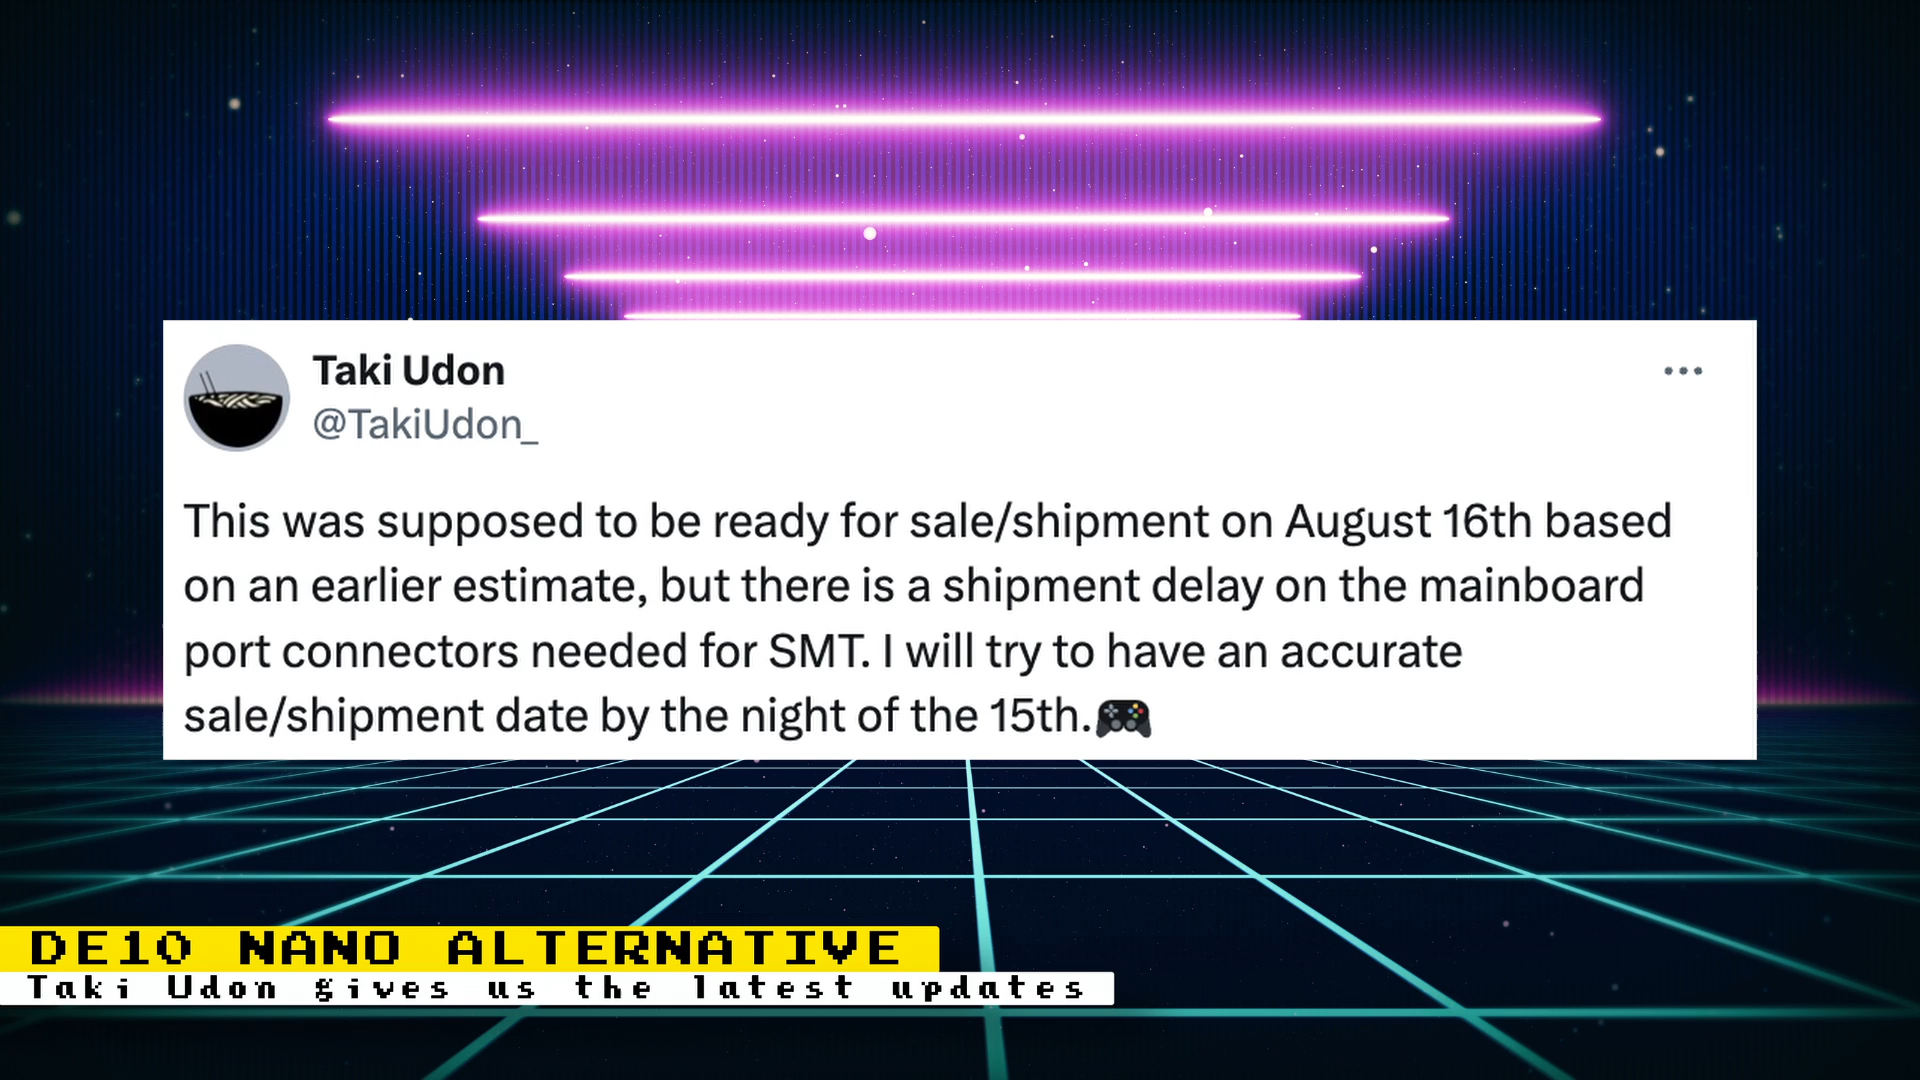 Taki Udon
@TakiUdon_
This was supposed to be ready for sale/shipment on August 16th based
on an earlier estimate, but there is a shipment delay on the mainboard
port connectors needed for SMT. I will try to have an accurate
sale/shipment date by the night of the 15th.🎮
DE10 NANO ALTERNATIVE
Taki Udon gives us the latest updates